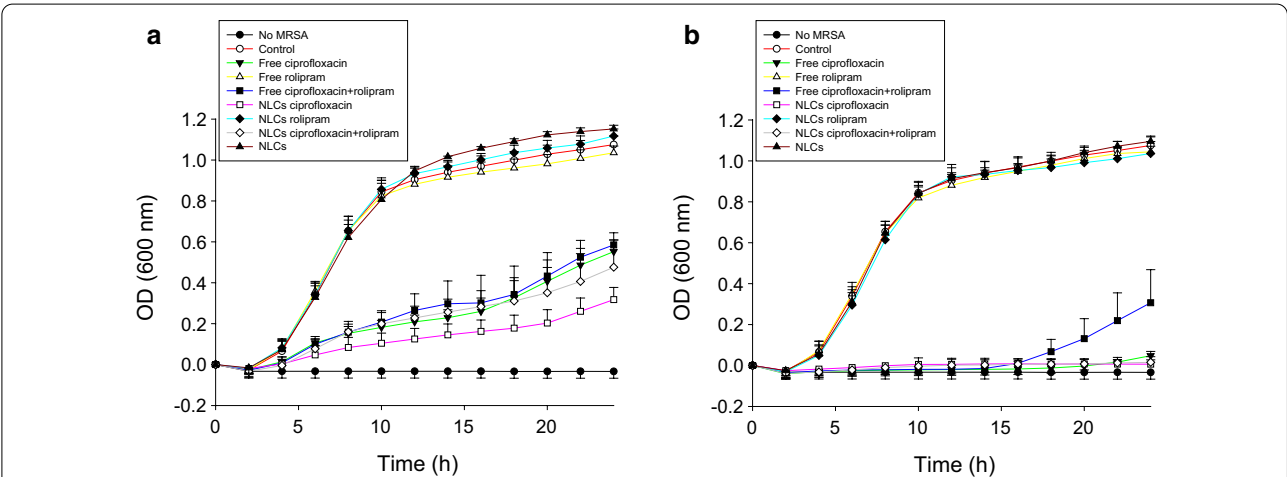 a
No MRSA
Control
Free ciprofloxacin
Free rolipram
Free ciprofloxacin+rolipram
NLCs ciprofloxacin
NLCs rolipram
NLCs ciprofloxacin+rolipram
NLCs
OD (600 nm)
1.2
1.0
0.8
0.6
0.4
0.2
0.0
-0.2
0 5 10 15 20
Time (h)
b
No MRSA
Control
Free ciprofloxacin
Free rolipram
Free ciprofloxacin+rolipram
NLCs ciprofloxacin
NLCs rolipram
NLCs ciprofloxacin+rolipram
NLCs
OD (600 nm)
1.2
1.0
0.8
0.6
0.4
0.2
0.0
-0.2
0 5 10 15 20
Time (h)